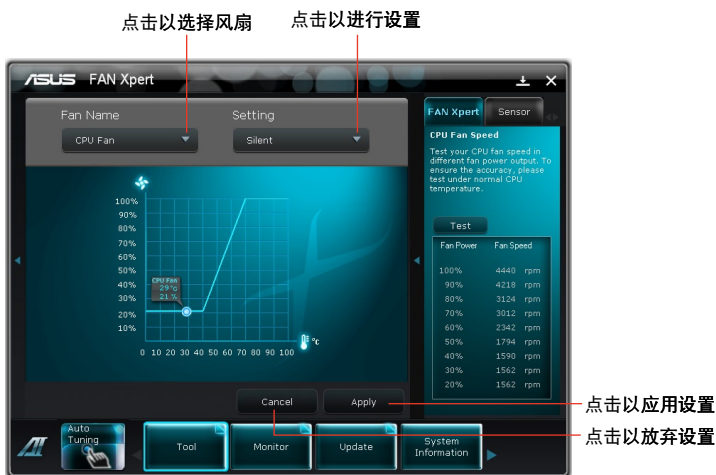 点击以选择风扇
点击以进行设置
ASUS FAN Xpert
Fan Name
Setting
CPU Fan
Silent
100%
90%
80%
70%
60%
50%
40%
30%
20%
10%
CPU Fan
29°C
21 %
°C
0 10 20 30 40 50 60 70 80 90 100
Cancel
Apply
FAN Xpert
Sensor
CPU Fan Speed
Test your CPU fan speed in
different fan power output. To
ensure the accuracy, please
test under normal CPU
temperature.
Test
Fan Power Fan Speed
100% 4440 rpm
90% 4218 rpm
80% 3124 rpm
70% 3012 rpm
60% 2342 rpm
50% 1794 rpm
40% 1590 rpm
30% 1562 rpm
20% 1562 rpm
点击以应用设置
点击以放弃设置
Auto
Tuning
Tool
Monitor
Update
System
Information